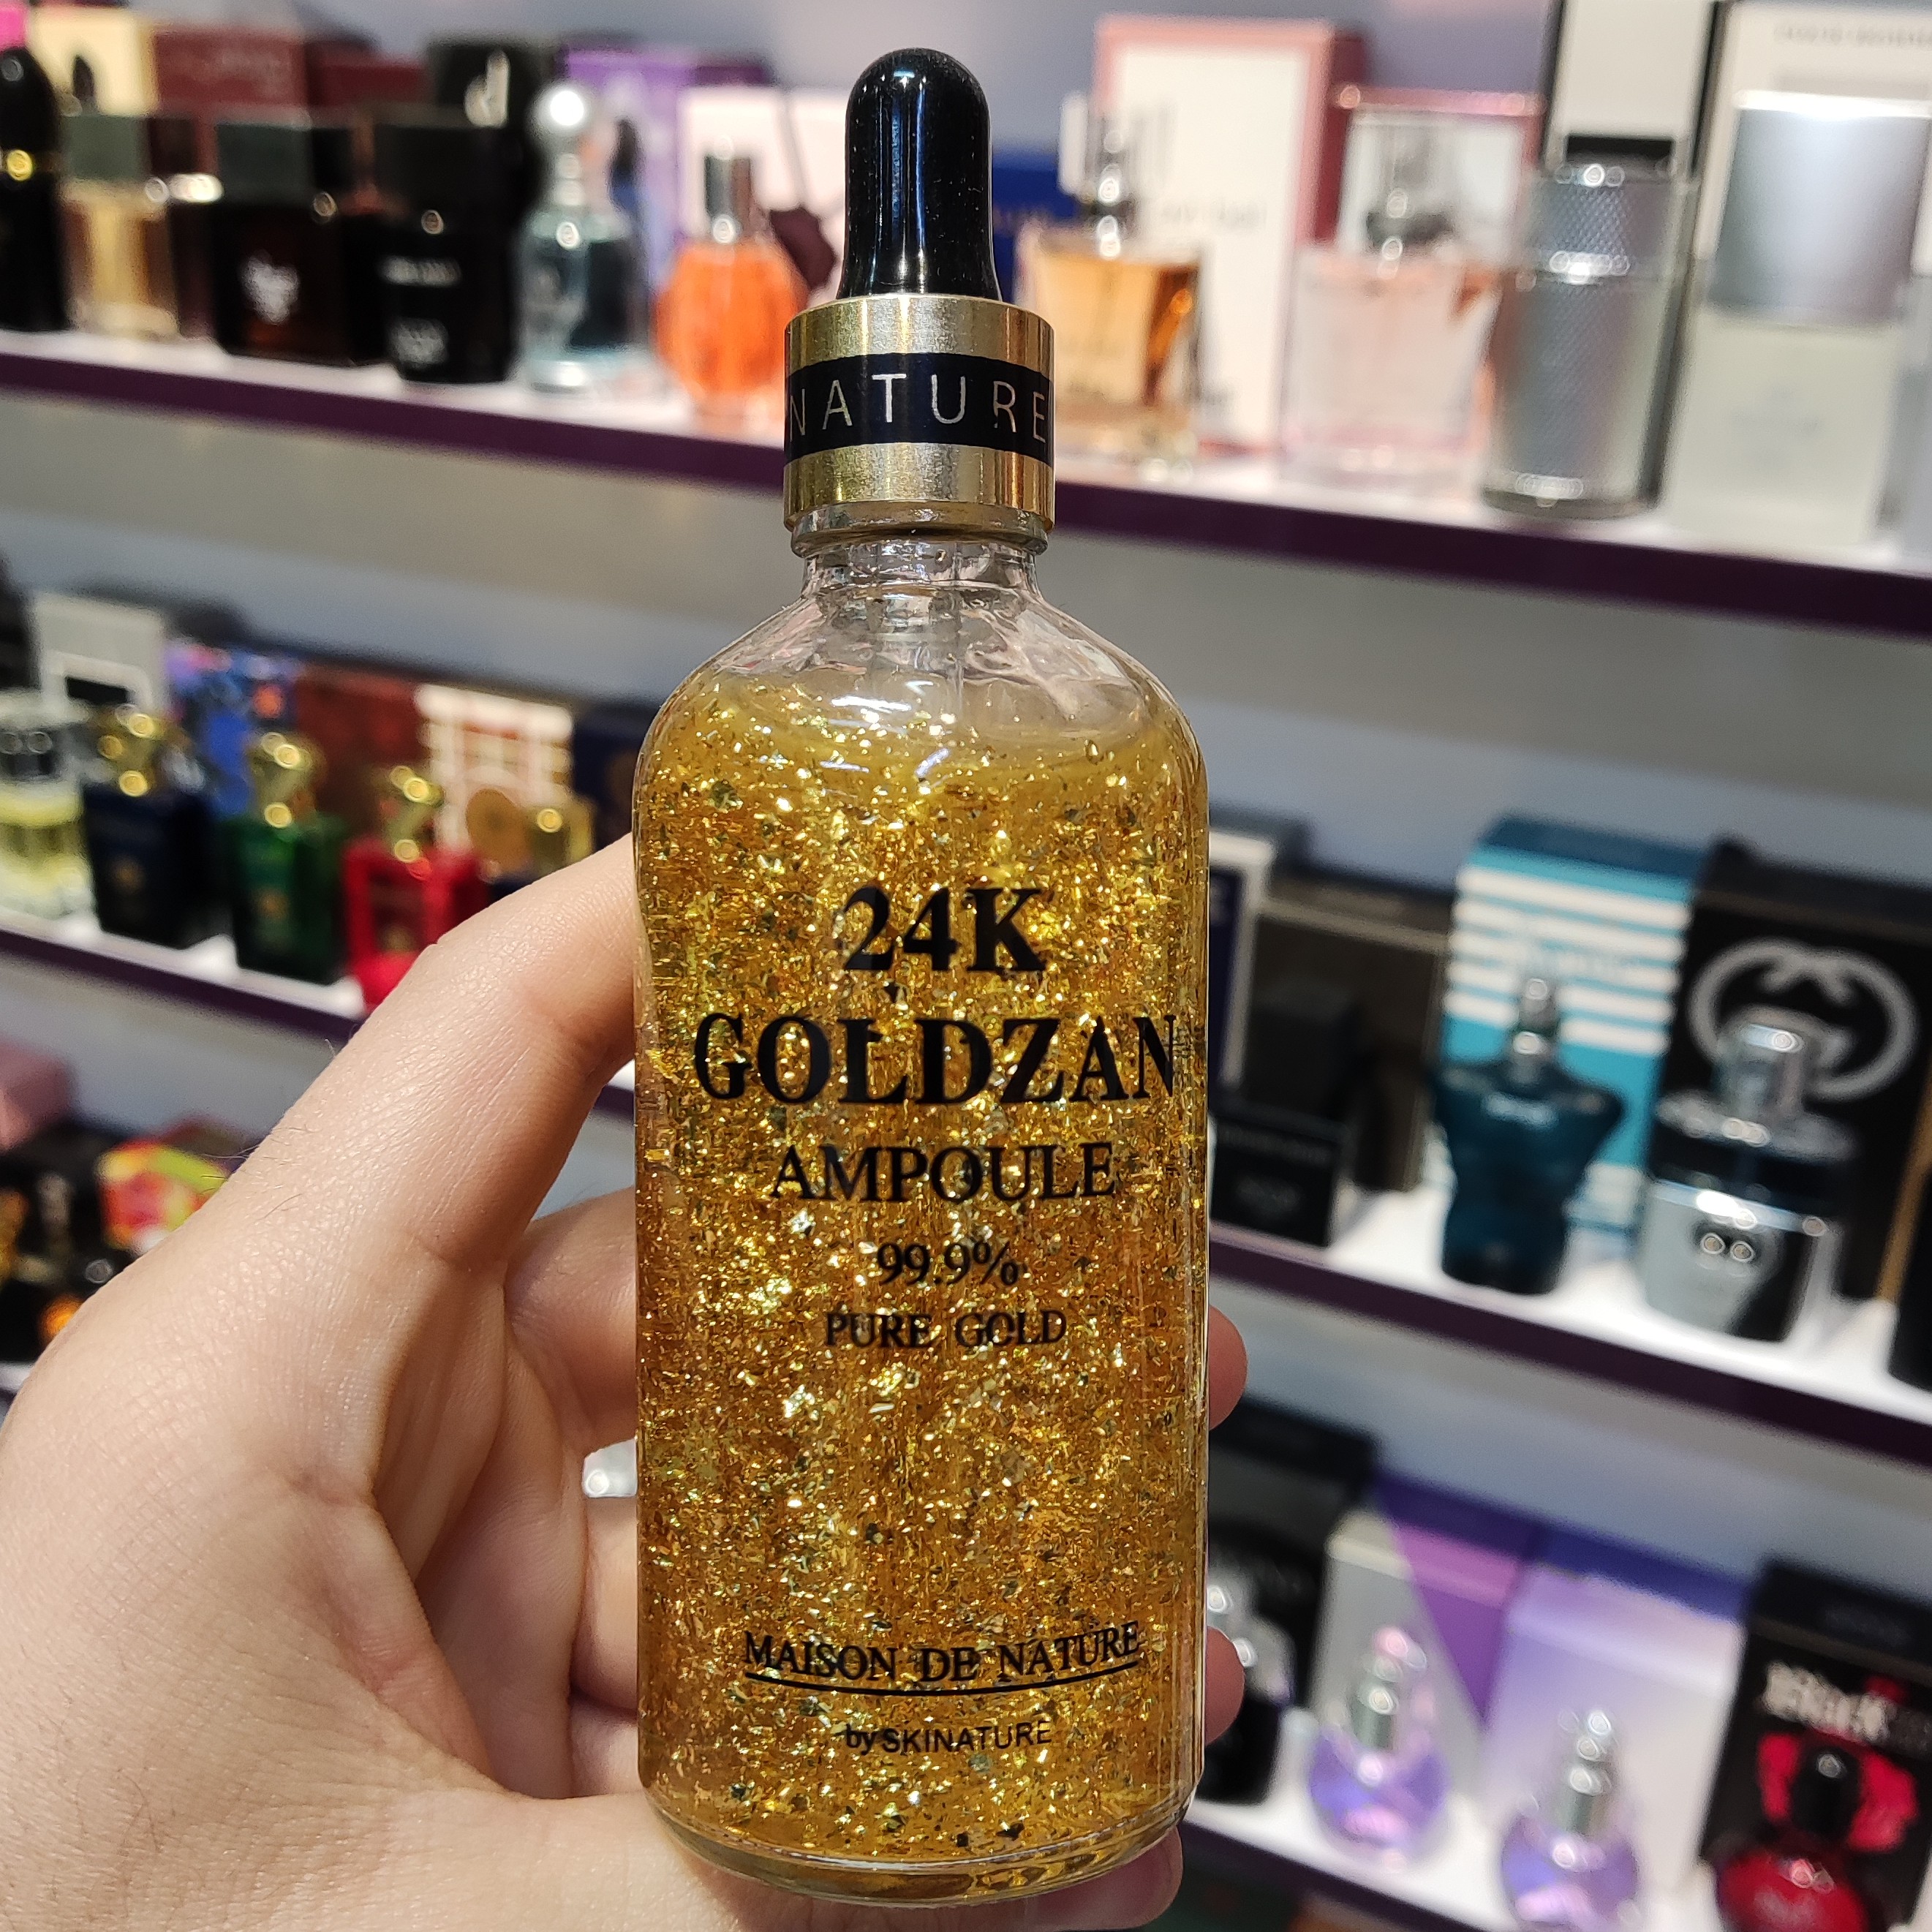 NATURE
24K
GOLDZAN
AMPOULE
99.9%
PURE GOLD
MAISON DE NATURE
by SKINATURE